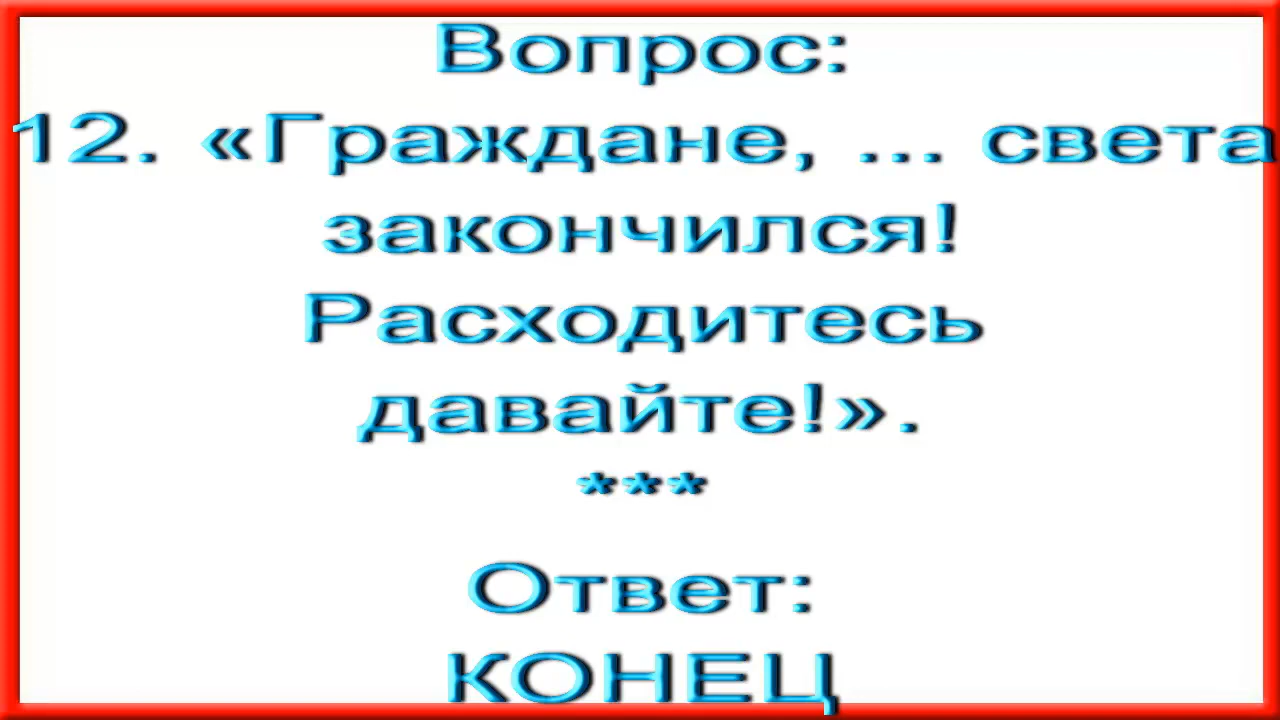 Вопрос:
12. «Граждане, ... света
закончился!
Расходитесь
давайте!».
***
Ответ:
КОНЕЦ